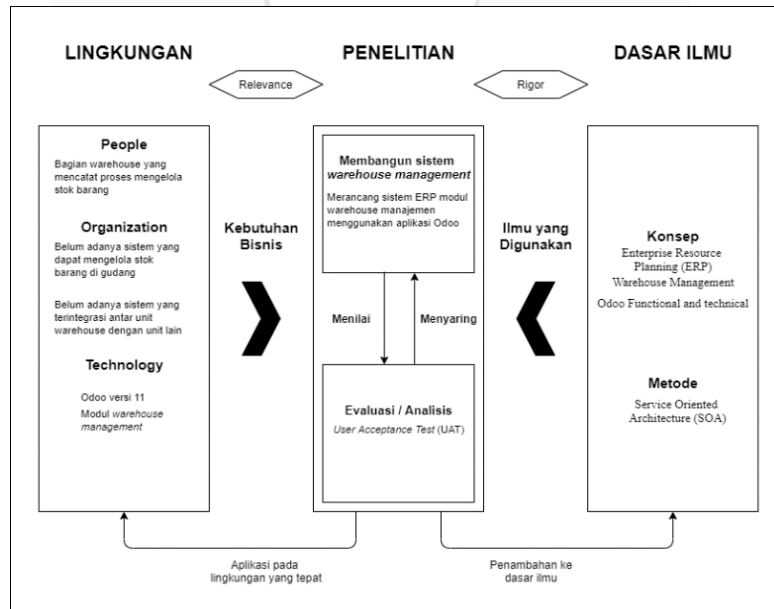 LINGKUNGAN
PENELITIAN
DASAR ILMU
Relevance
Rigor
People
Bagian warehouse yang
mencatat proses mengelola
stok barang
Organization
Belum adanya sistem yang
dapat mengelola stok
barang di gudang
Belum adanya sistem yang
terintegrasi antar unit
warehouse dengan unit lain
Technology
Odoo versi 11
Modul warehouse
management
Kebutuhan
Bisnis
Membangun sistem
warehouse management
Merancang sistem ERP modul
warehouse manajemen
menggunakan aplikasi Odoo
Menilai
Menyaring
Evaluasi / Analisis
User Acceptance Test (UAT)
Ilmu yang
Digunakan
Konsep
Enterprise Resource
Planning (ERP)
Warehouse Management
Odoo Functional and technical
Metode
Service Oriented
Architecture (SOA)
Aplikasi pada
lingkungan yang tepat
Penambahan ke
dasar ilmu